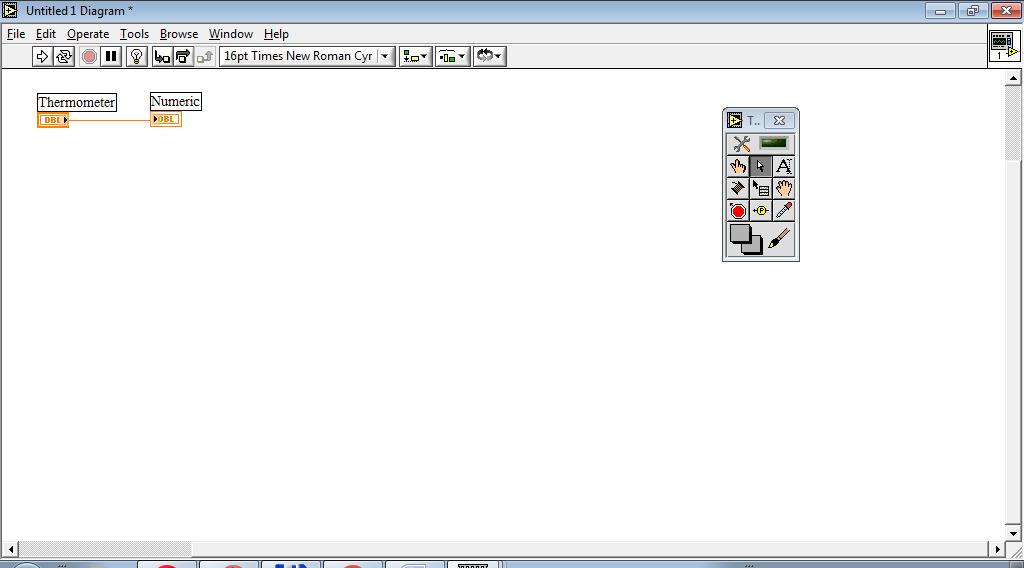 Untitled 1 Diagram *
File Edit Operate Tools Browse Window Help
16pt Times New Roman Cyr
1
Thermometer Numeric
DBL DBL
T..
A
P